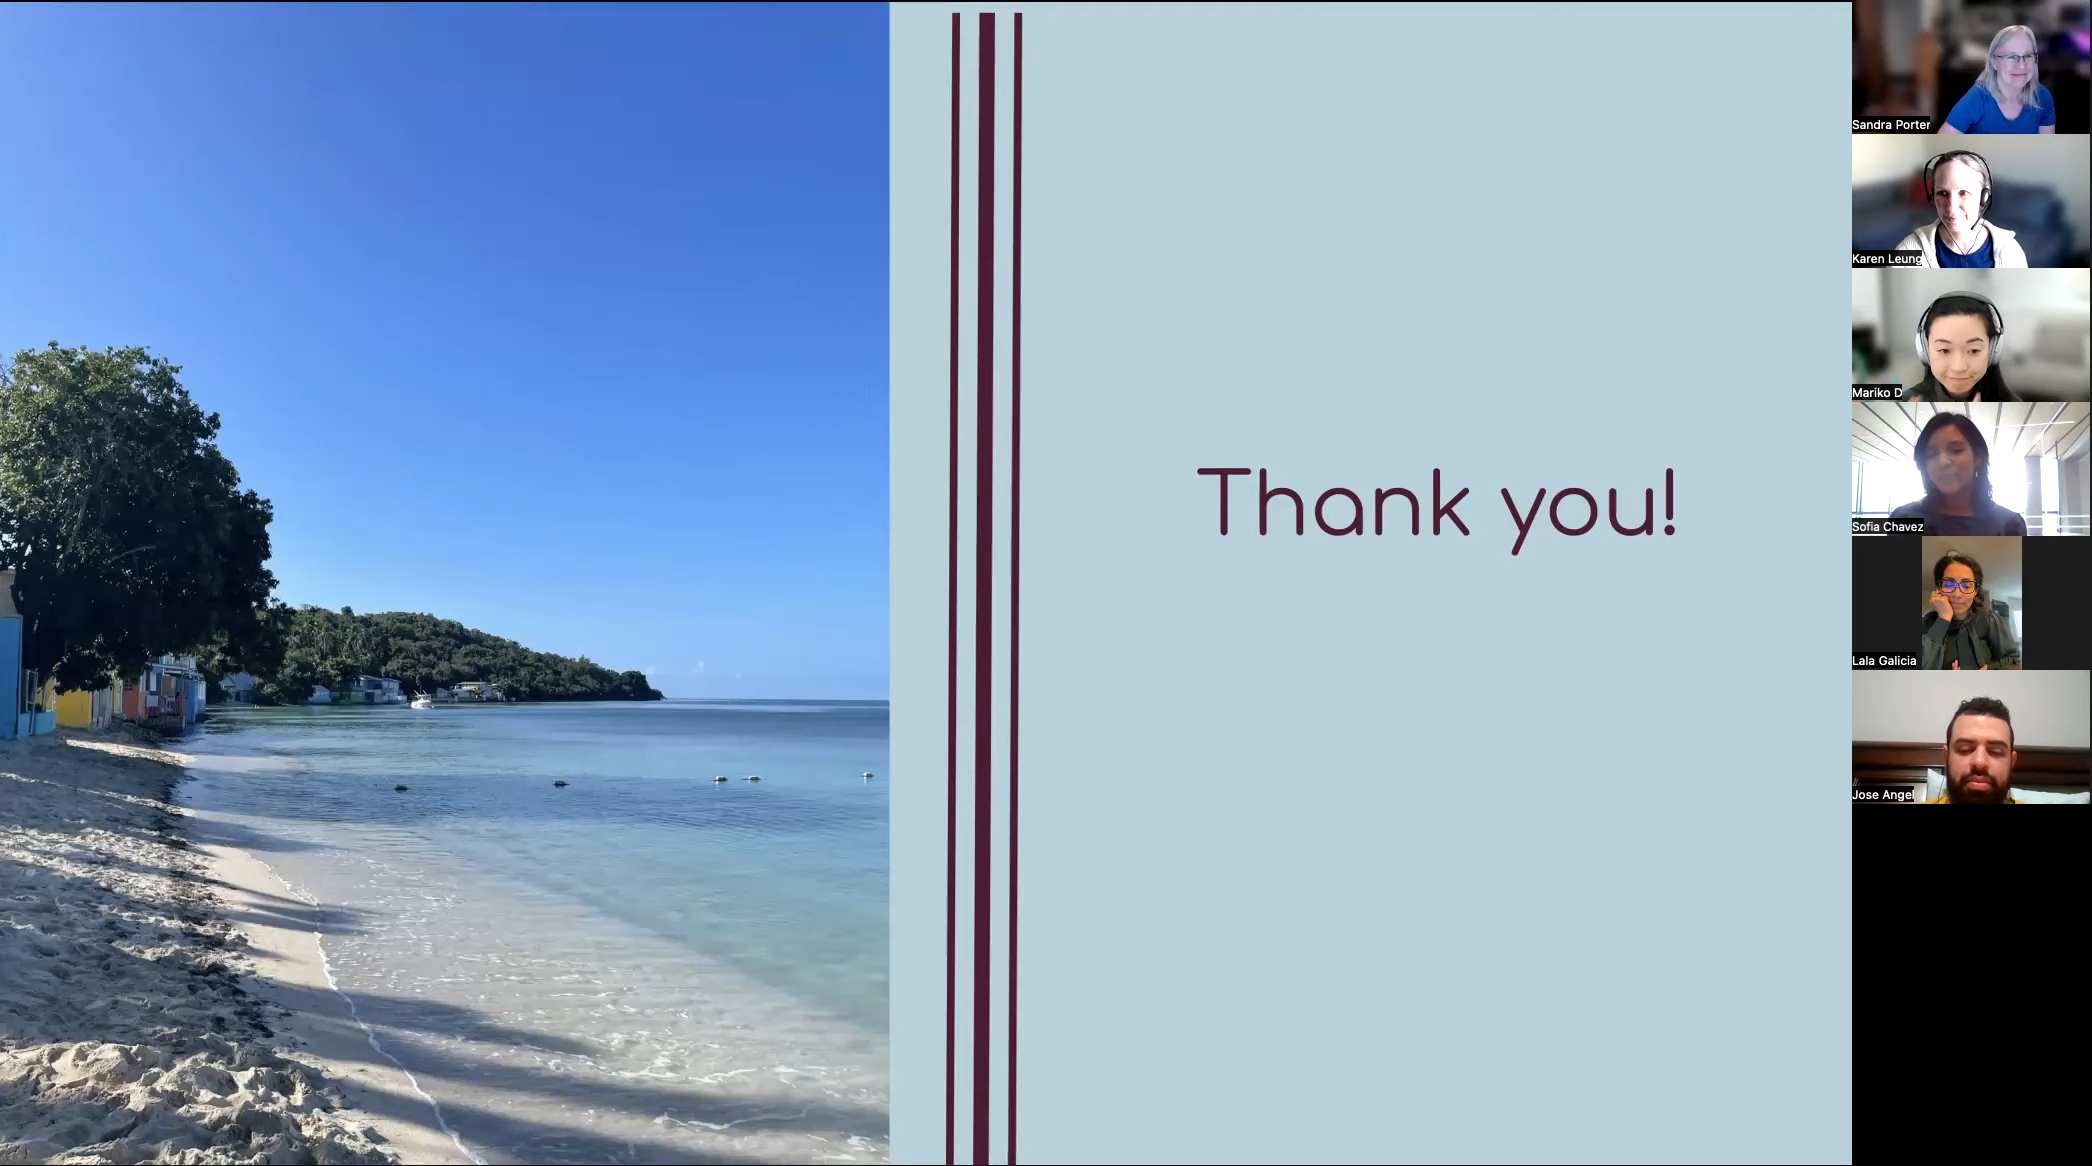 Thank you!
Sandra Porter
Karen Leung
Mariko D
Sofia Chavez
Lala Galicia
Jose Angel